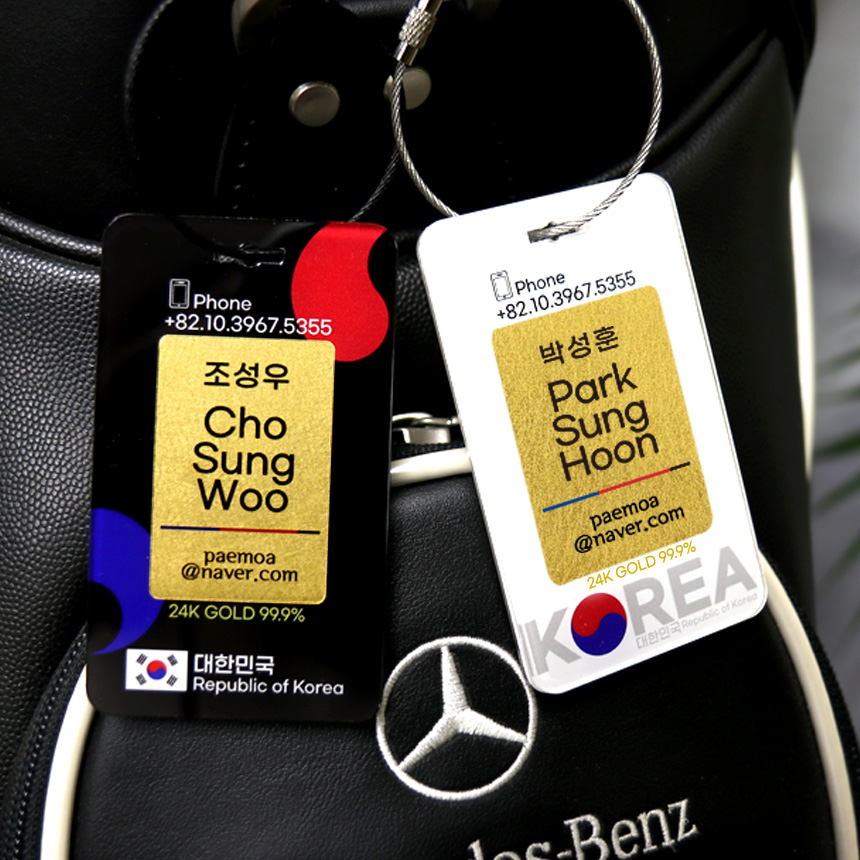 Phone
+82.10.3967.5355
조성우
Cho
Sung
Woo
paemoa
@naver.com
24K GOLD 99.9%
대한민국
Republic of Korea
Phone
+82.10.3967.5355
박성훈
Park
Sung
Hoon
paemoa
@naver.com
24K GOLD 99.9%
KOREA
대한민국 Republic of Korea
des-Benz